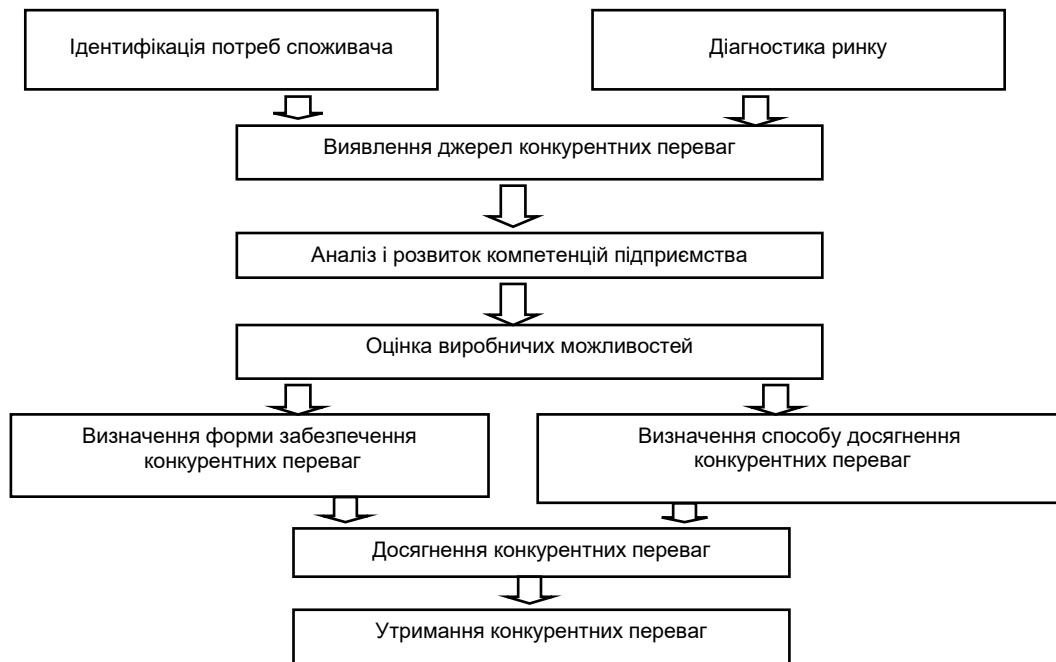 Ідентифікація потреб споживача
Діагностика ринку
Виявлення джерел конкурентних переваг
Аналіз і розвиток компетенцій підприємства
Оцінка виробничих можливостей
Визначення форми забезпечення
конкурентних переваг
Визначення способу досягнення
конкурентних переваг
Досягнення конкурентних переваг
Утримання конкурентних переваг